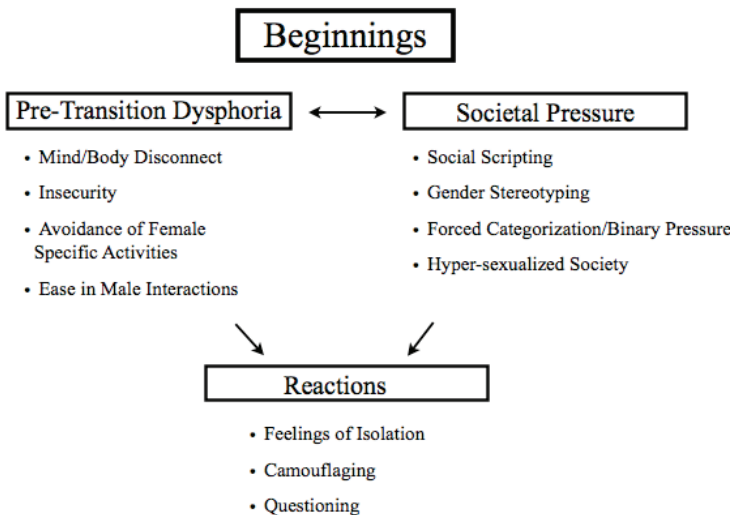 Beginnings
Pre-Transition Dysphoria
• Mind/Body Disconnect
• Insecurity
• Avoidance of Female
Specific Activities
• Ease in Male Interactions
Societal Pressure
• Social Scripting
• Gender Stereotyping
• Forced Categorization/Binary Pressure
• Hyper-sexualized Society
Reactions
• Feelings of Isolation
• Camouflaging
• Questioning